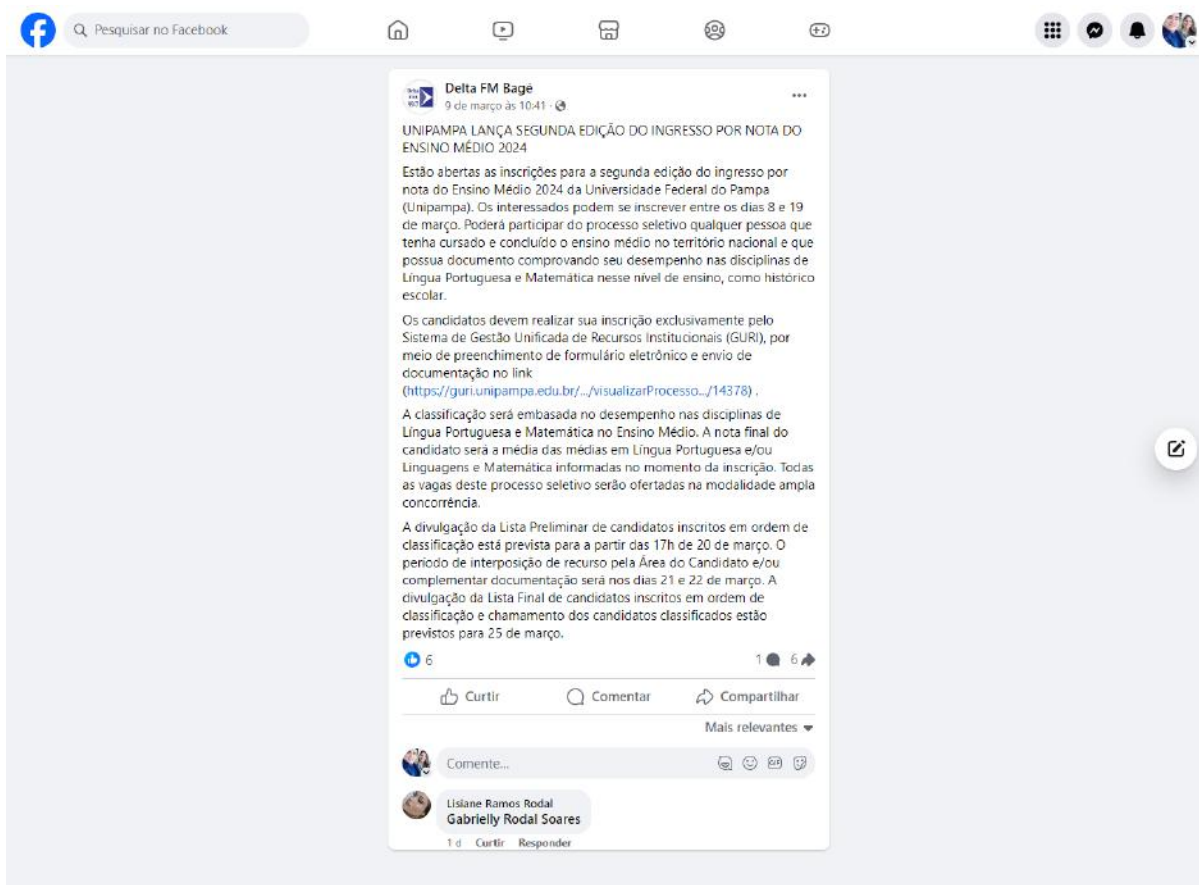 Pesquisar no Facebook
Delta FM Bagé
9 de março às 10:41 ·
UNIPAMPA LANÇA SEGUNDA EDIÇÃO DO INGRESSO POR NOTA DO
ENSINO MÉDIO 2024
Estão abertas as inscrições para a segunda edição do ingresso por
nota do Ensino Médio 2024 da Universidade Federal do Pampa
(Unipampa). Os interessados podem se inscrever entre os dias 8 e 19
de março. Poderá participar do processo seletivo qualquer pessoa que
tenha cursado e concluído o ensino médio no território nacional e que
possua documento comprovando seu desempenho nas disciplinas de
Língua Portuguesa e Matemática nesse nível de ensino, como histórico
escolar.
Os candidatos devem realizar sua inscrição exclusivamente pelo
Sistema de Gestão Unificada de Recursos Institucionais (GURI), por
meio de preenchimento de formulário eletrônico e envio de
documentação no link
(https://guri.unipampa.edu.br/.../visualizarProcesso.../14378) .
A classificação será embasada no desempenho nas disciplinas de
Língua Portuguesa e Matemática no Ensino Médio. A nota final do
candidato será a média das médias em Língua Portuguesa e/ou
Linguagens e Matemática informadas no momento da inscrição. Todas
as vagas deste processo seletivo serão ofertadas na modalidade ampla
concorrência.
A divulgação da Lista Preliminar de candidatos inscritos em ordem de
classificação está prevista para a partir das 17h de 20 de março. O
período de interposição de recurso pela Área do Candidato e/ou
complementar documentação será nos dias 21 e 22 de março. A
divulgação da Lista Final de candidatos inscritos em ordem de
classificação e chamamento dos candidatos classificados estão
previstos para 25 de março.
6 1 6
Curtir Comentar Compartilhar
Mais relevantes
Comente...
GIF
Lisiane Ramos Rodal
Gabrielly Rodal Soares
1 d Curtir Responder